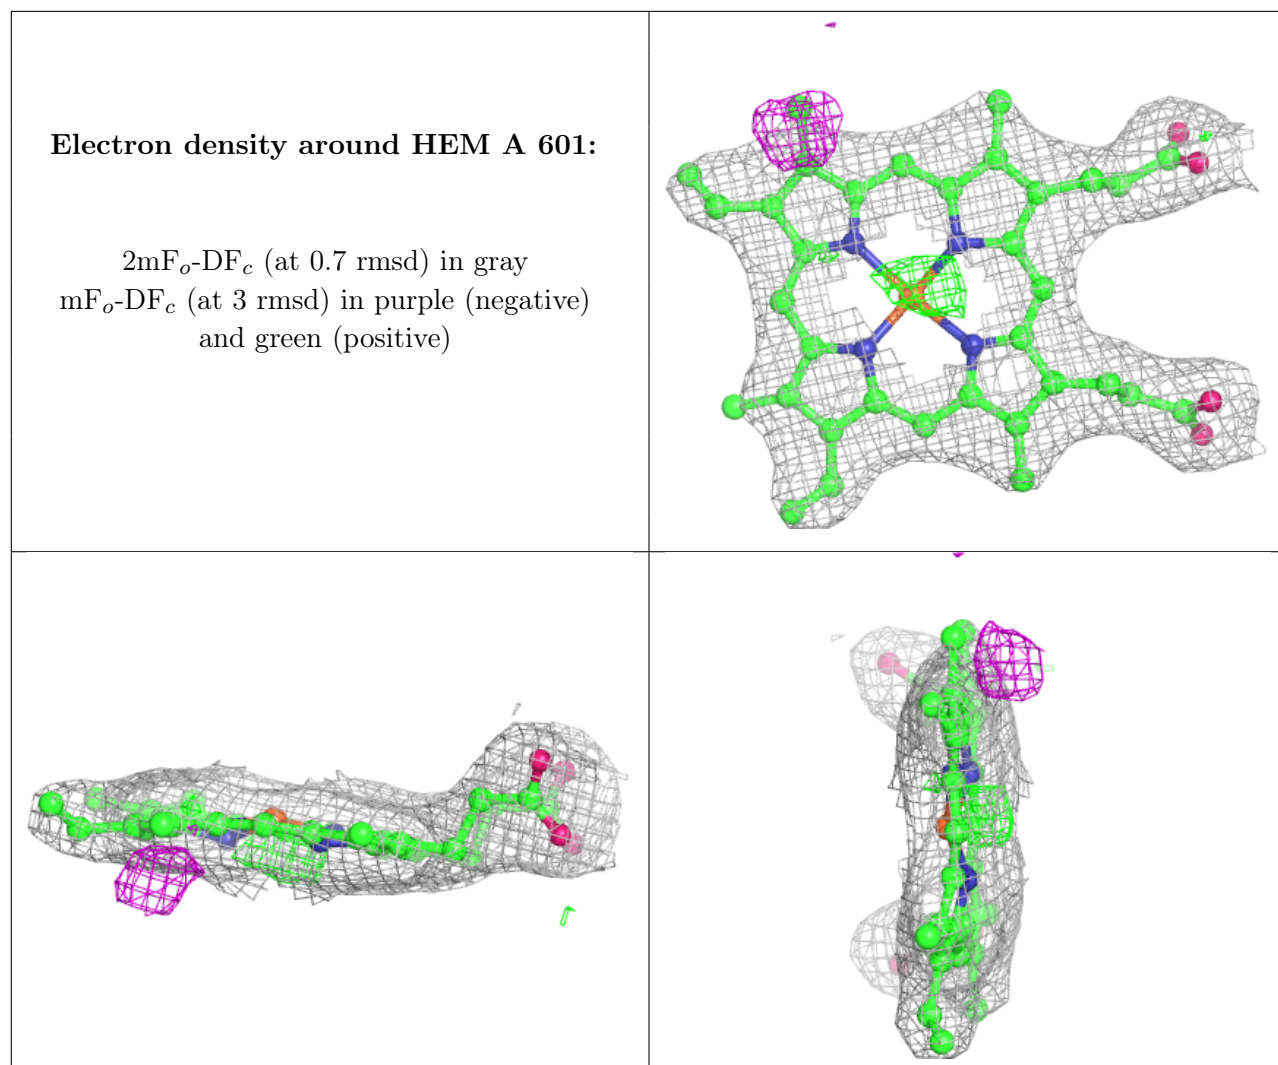 Electron density around HEM A 601:
2mFₒ-DF𝒸 (at 0.7 rmsd) in gray
mFₒ-DF𝒸 (at 3 rmsd) in purple (negative)
and green (positive)